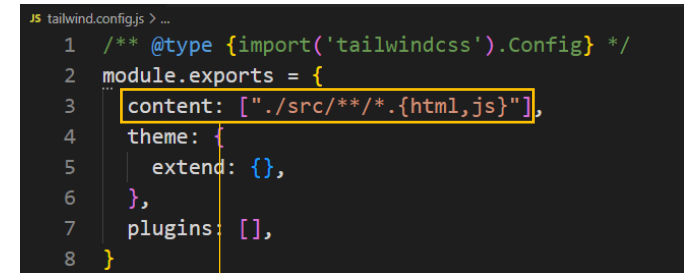 JS tailwind.config.js > ...
1 /** @type {import('tailwindcss').Config} */
2 module.exports = {
3 content: ["./src/**/*.{html,js}"],
4 theme: {
5 extend: {},
6 },
7 plugins: [],
8 }